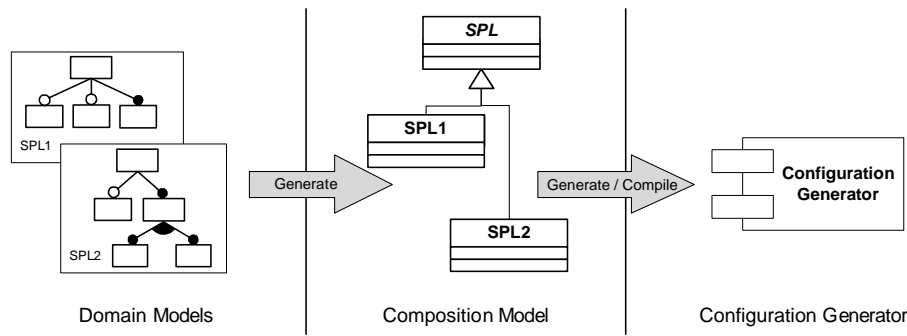 SPL
SPL1
SPL1
Generate
Generate / Compile
Configuration
Generator
SPL2
SPL2
Domain Models
Composition Model
Configuration Generator